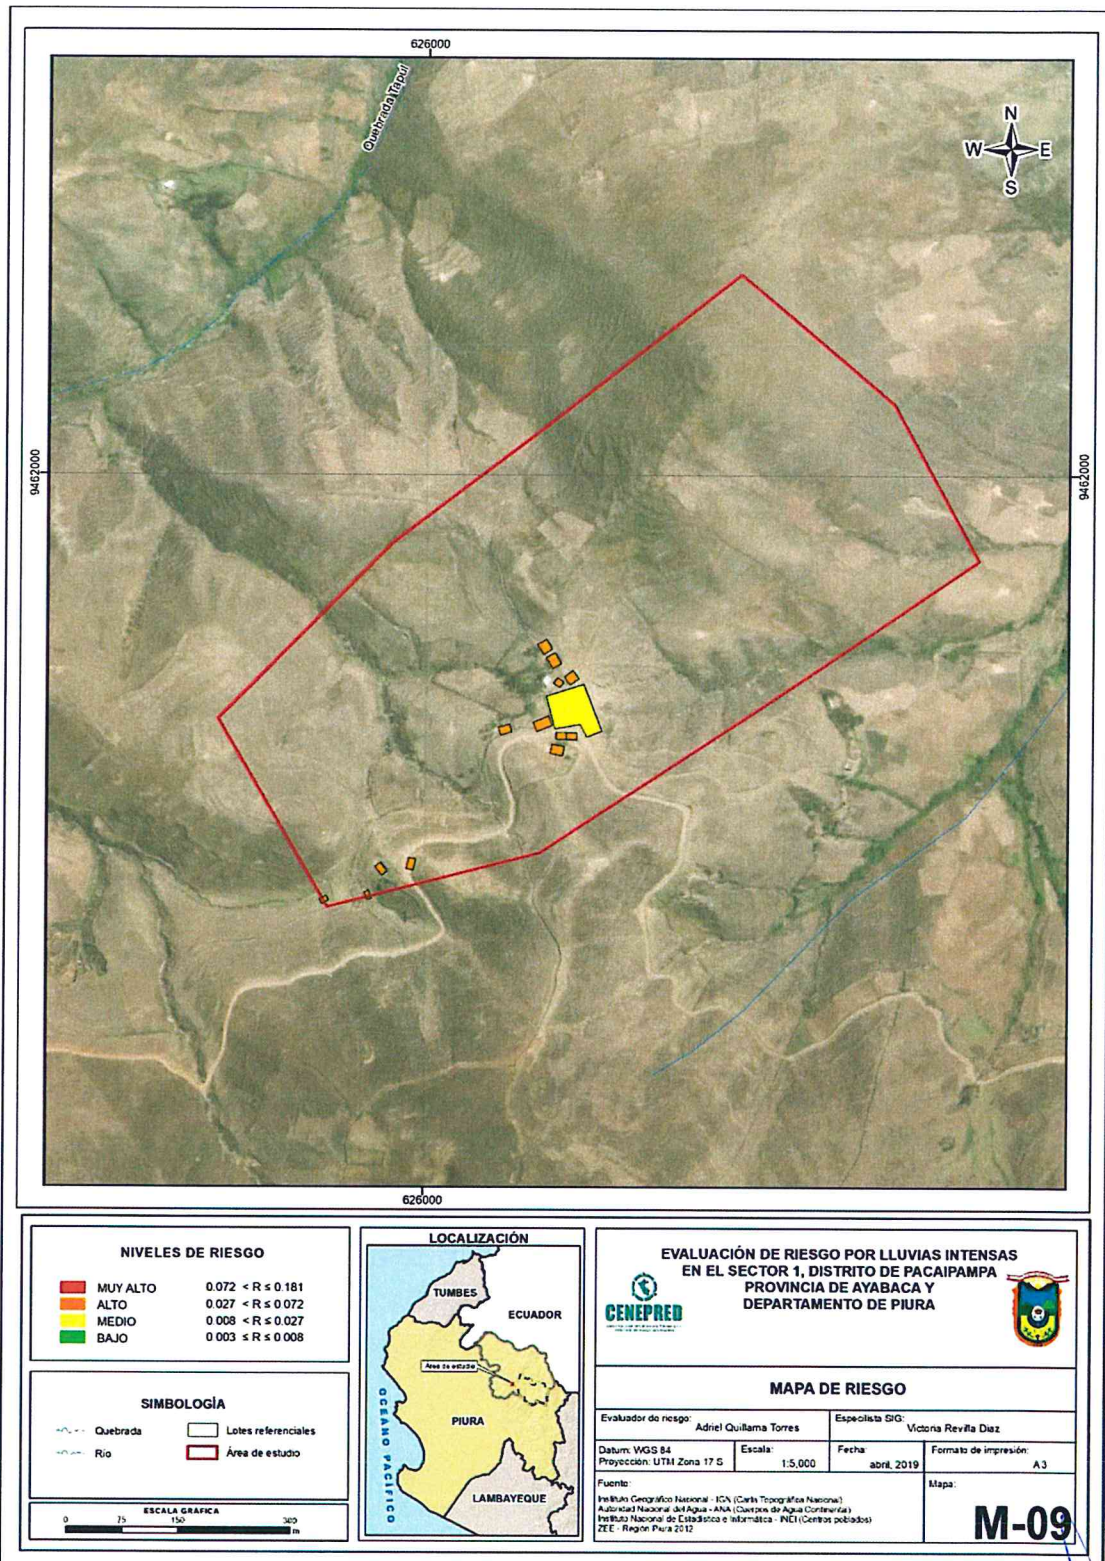 626000
Quebrada Tapul
N
W E
S
9462000
9462000
626000
NIVELES DE RIESGO
MUY ALTO 0.072 < R ≤ 0.181
ALTO 0.027 < R ≤ 0.072
MEDIO 0.008 < R ≤ 0.027
BAJO 0.003 ≤ R ≤ 0.008
SIMBOLOGÍA
Quebrada Lotes referenciales
Río Área de estudio
ESCALA GRAFICA
0 75 150 300
m
LOCALIZACIÓN
TUMBES
ECUADOR
Área de estudio
OCEANO PACIFICO
PIURA
LAMBAYEQUE
EVALUACIÓN DE RIESGO POR LLUVIAS INTENSAS
EN EL SECTOR 1, DISTRITO DE PACAIPAMPA
PROVINCIA DE AYABACA Y
DEPARTAMENTO DE PIURA
CENEPRED
MAPA DE RIESGO
Evaluador de riesgo:
Adriel Quillama Torres
Especilista SIG:
Victoria Revilla Diaz
Datum: WGS 84
Proyección: UTM Zona 17 S
Escala:
1:5,000
Fecha:
abril, 2019
Formato de impresión:
A3
Fuente:
Instituto Geográfico Nacional - IGN (Carta Topográfica Nacional)
Autoridad Nacional del Agua - ANA (Cuerpos de Agua Continental)
Instituto Nacional de Estadística e Informática - INEI (Centros poblados)
ZEE - Región Piura 2012
Mapa:
M-09